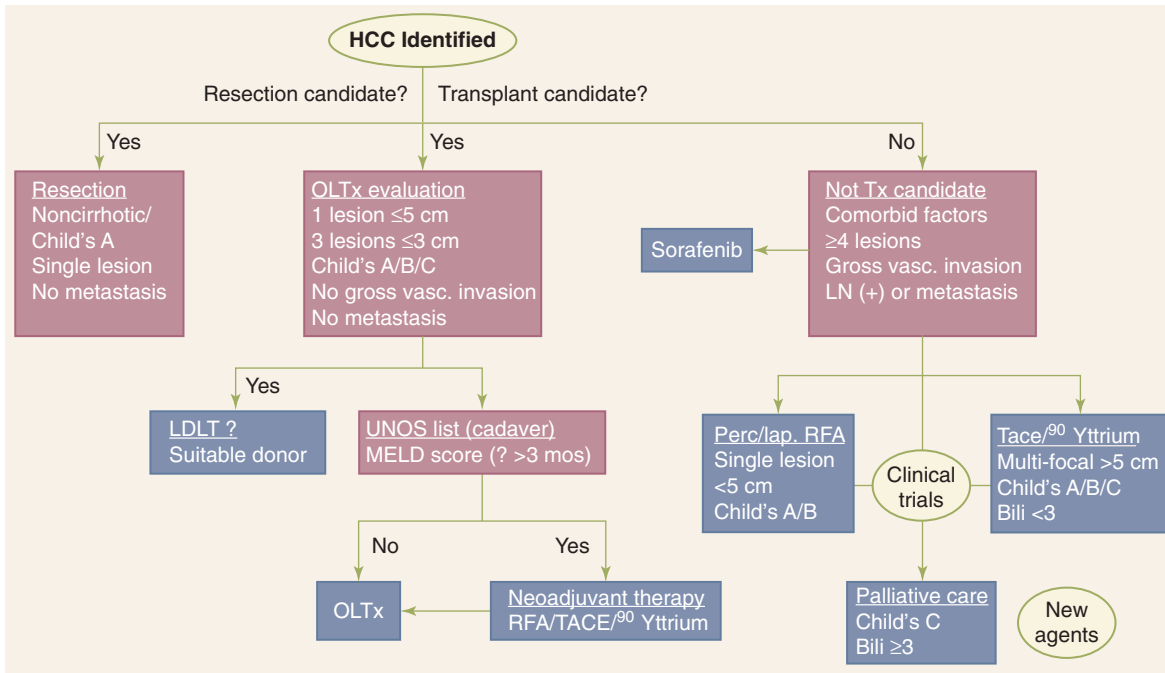 HCC Identified
Resection candidate?
Transplant candidate?
Yes
Yes
No
Resection
Noncirrhotic/
Child's A
Single lesion
No metastasis
OLTx evaluation
1 lesion ≤5 cm
3 lesions ≤3 cm
Child's A/B/C
No gross vasc. invasion
No metastasis
Sorafenib
Not Tx candidate
Comorbid factors
≥4 lesions
Gross vasc. invasion
LN (+) or metastasis
Yes
LDLT ?
Suitable donor
UNOS list (cadaver)
MELD score (? >3 mos)
Perc/lap. RFA
Single lesion
<5 cm
Child's A/B
Clinical
trials
Tace/⁹⁰ Yttrium
Multi-focal >5 cm
Child's A/B/C
Bili <3
No
Yes
OLTx
Neoadjuvant therapy
RFA/TACE/⁹⁰ Yttrium
Palliative care
Child's C
Bili ≥3
New
agents